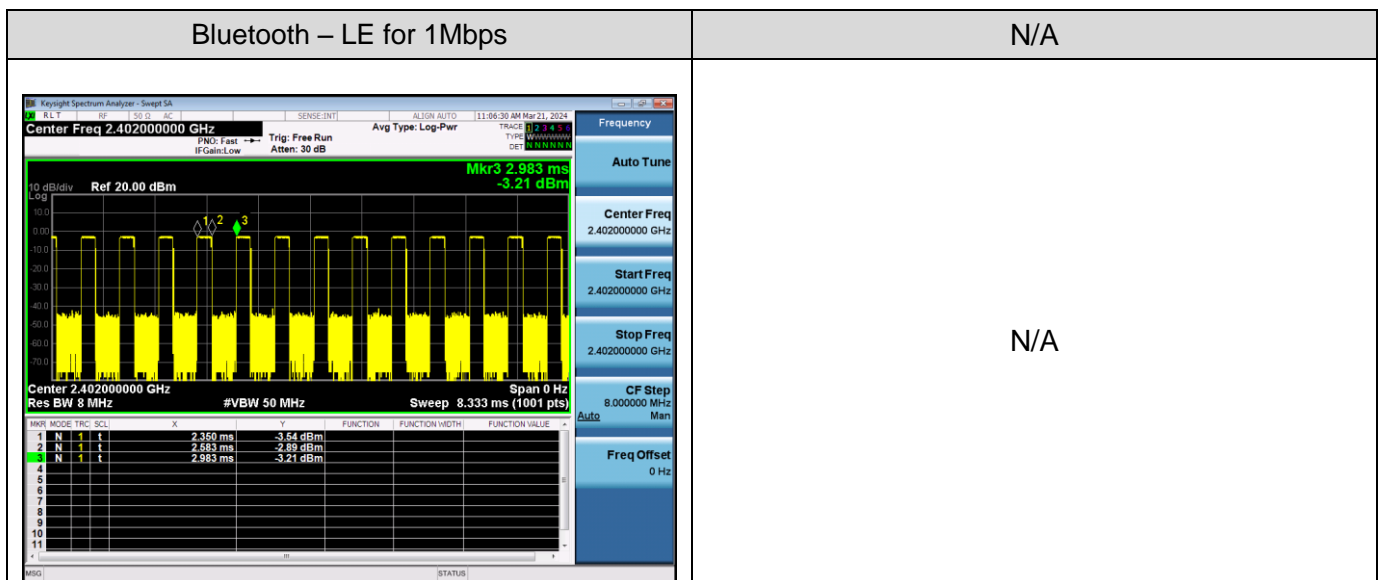 Bluetooth – LE for 1Mbps
N/A
Keysight Spectrum Analyzer - Swept SA
RLT RF 50 Ω AC SENSE:INT ALIGN AUTO 11:06:30 AM Mar 21, 2024
Center Freq 2.402000000 GHz
PNO: Fast
IFGain:Low
Trig: Free Run
Atten: 30 dB
Avg Type: Log-Pwr
TRACE 1 2 3 4 5 6
TYPE
DET N N N N N N
Mkr3 2.983 ms
-3.21 dBm
10 dB/div Ref 20.00 dBm
Log
10.0
0.00
-10.0
-20.0
-30.0
-40.0
-50.0
-60.0
-70.0
1 2 3
Center 2.402000000 GHz Span 0 Hz
Res BW 8 MHz #VBW 50 MHz Sweep 8.333 ms (1001 pts)
MKR MODE TRC SCL X Y FUNCTION FUNCTION WIDTH FUNCTION VALUE
1 N 1 t 2.350 ms -3.54 dBm
2 N 1 t 2.583 ms -2.89 dBm
3 N 1 t 2.983 ms -3.21 dBm
4
5
6
7
8
9
10
11
MSG STATUS
Frequency
Auto Tune
Center Freq
2.402000000 GHz
Start Freq
2.402000000 GHz
Stop Freq
2.402000000 GHz
CF Step
8.000000 MHz
Auto Man
Freq Offset
0 Hz
N/A